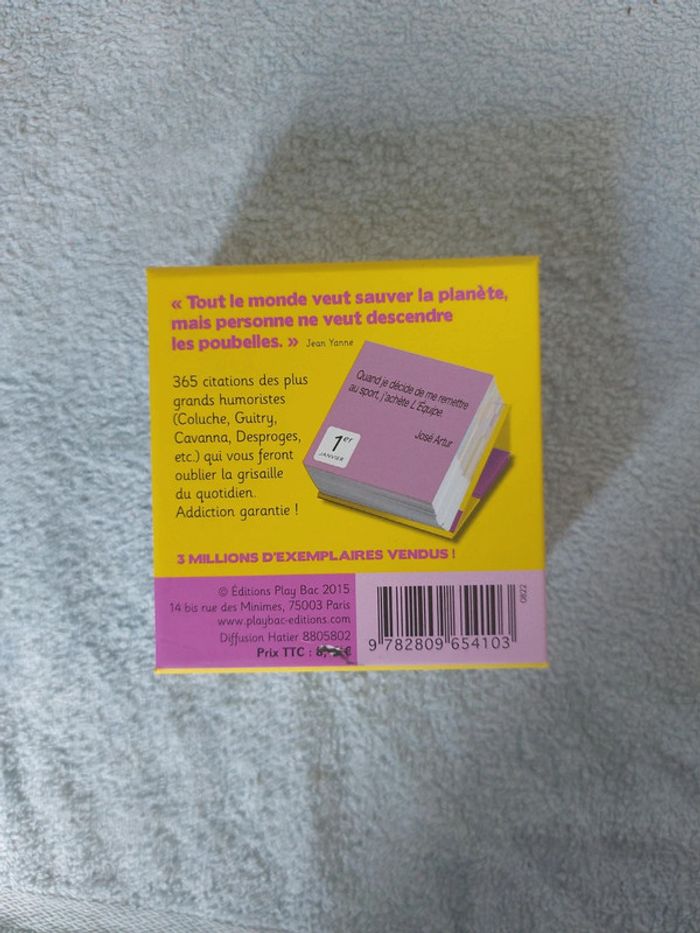 « Tout le monde veut sauver la planète,
mais personne ne veut descendre
les poubelles. » Jean Yanne
365 citations des plus
grands humoristes
(Coluche, Guitry,
Cavanna, Desproges,
etc.) qui vous feront
oublier la grisaille
du quotidien.
Addiction garantie !
Quand je décide de me remettre
au sport, j'achète L'Équipe.
José Artur
1er
JANVIER
3 MILLIONS D'EXEMPLAIRES VENDUS !
© Éditions Play Bac 2015
14 bis rue des Minimes, 75003 Paris
www.playbac-editions.com
Diffusion Hatier 8805802
Prix TTC :
9 782809 654103
0822